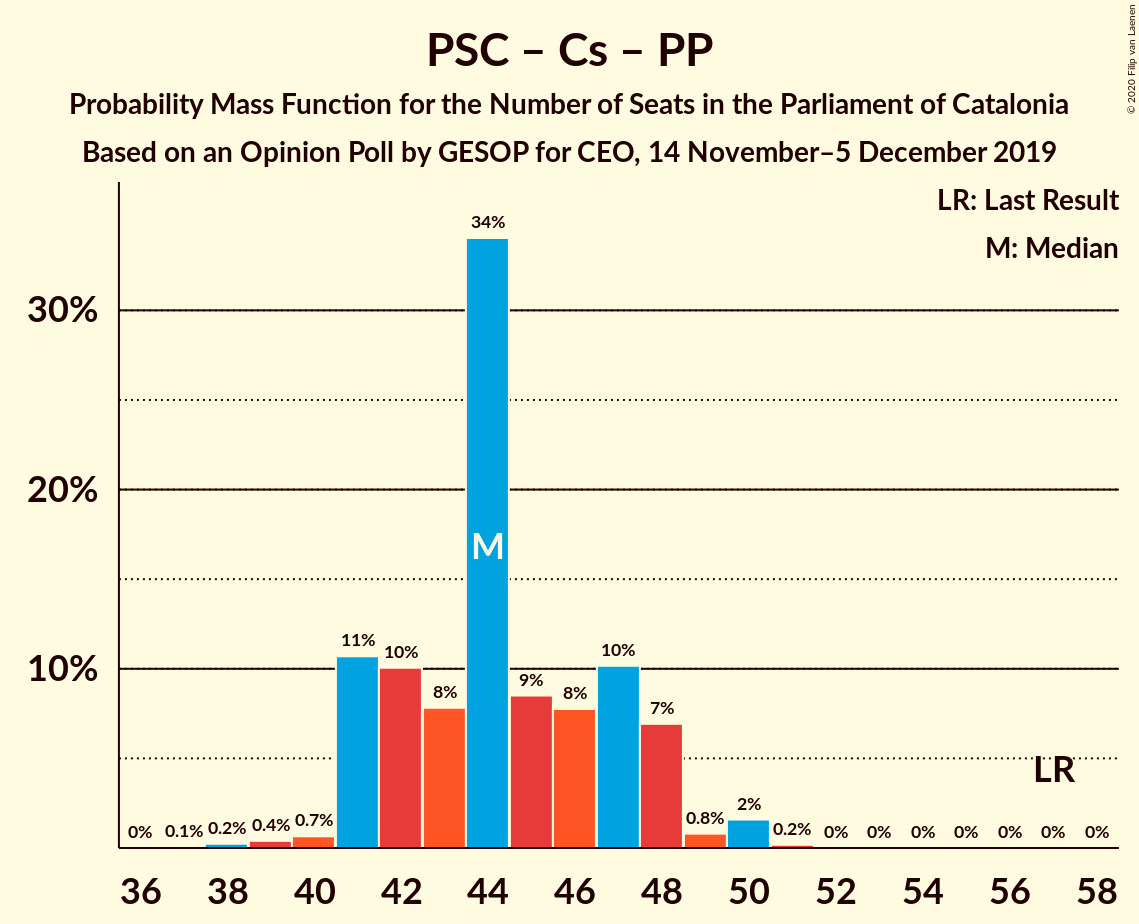 © 2020 Filip van Laenen
PSC – Cs – PP
Probability Mass Function for the Number of Seats in the Parliament of Catalonia
Based on an Opinion Poll by GESOP for CEO, 14 November–5 December 2019
LR: Last Result
M: Median
34%
30%
20%
M
11% 10% 8% 9% 8% 10% 7%
10%
LR
0% 0.1% 0.2% 0.4% 0.7% 0.8% 2% 0.2% 0% 0% 0% 0% 0% 0% 0%
36 38 40 42 44 46 48 50 52 54 56 58